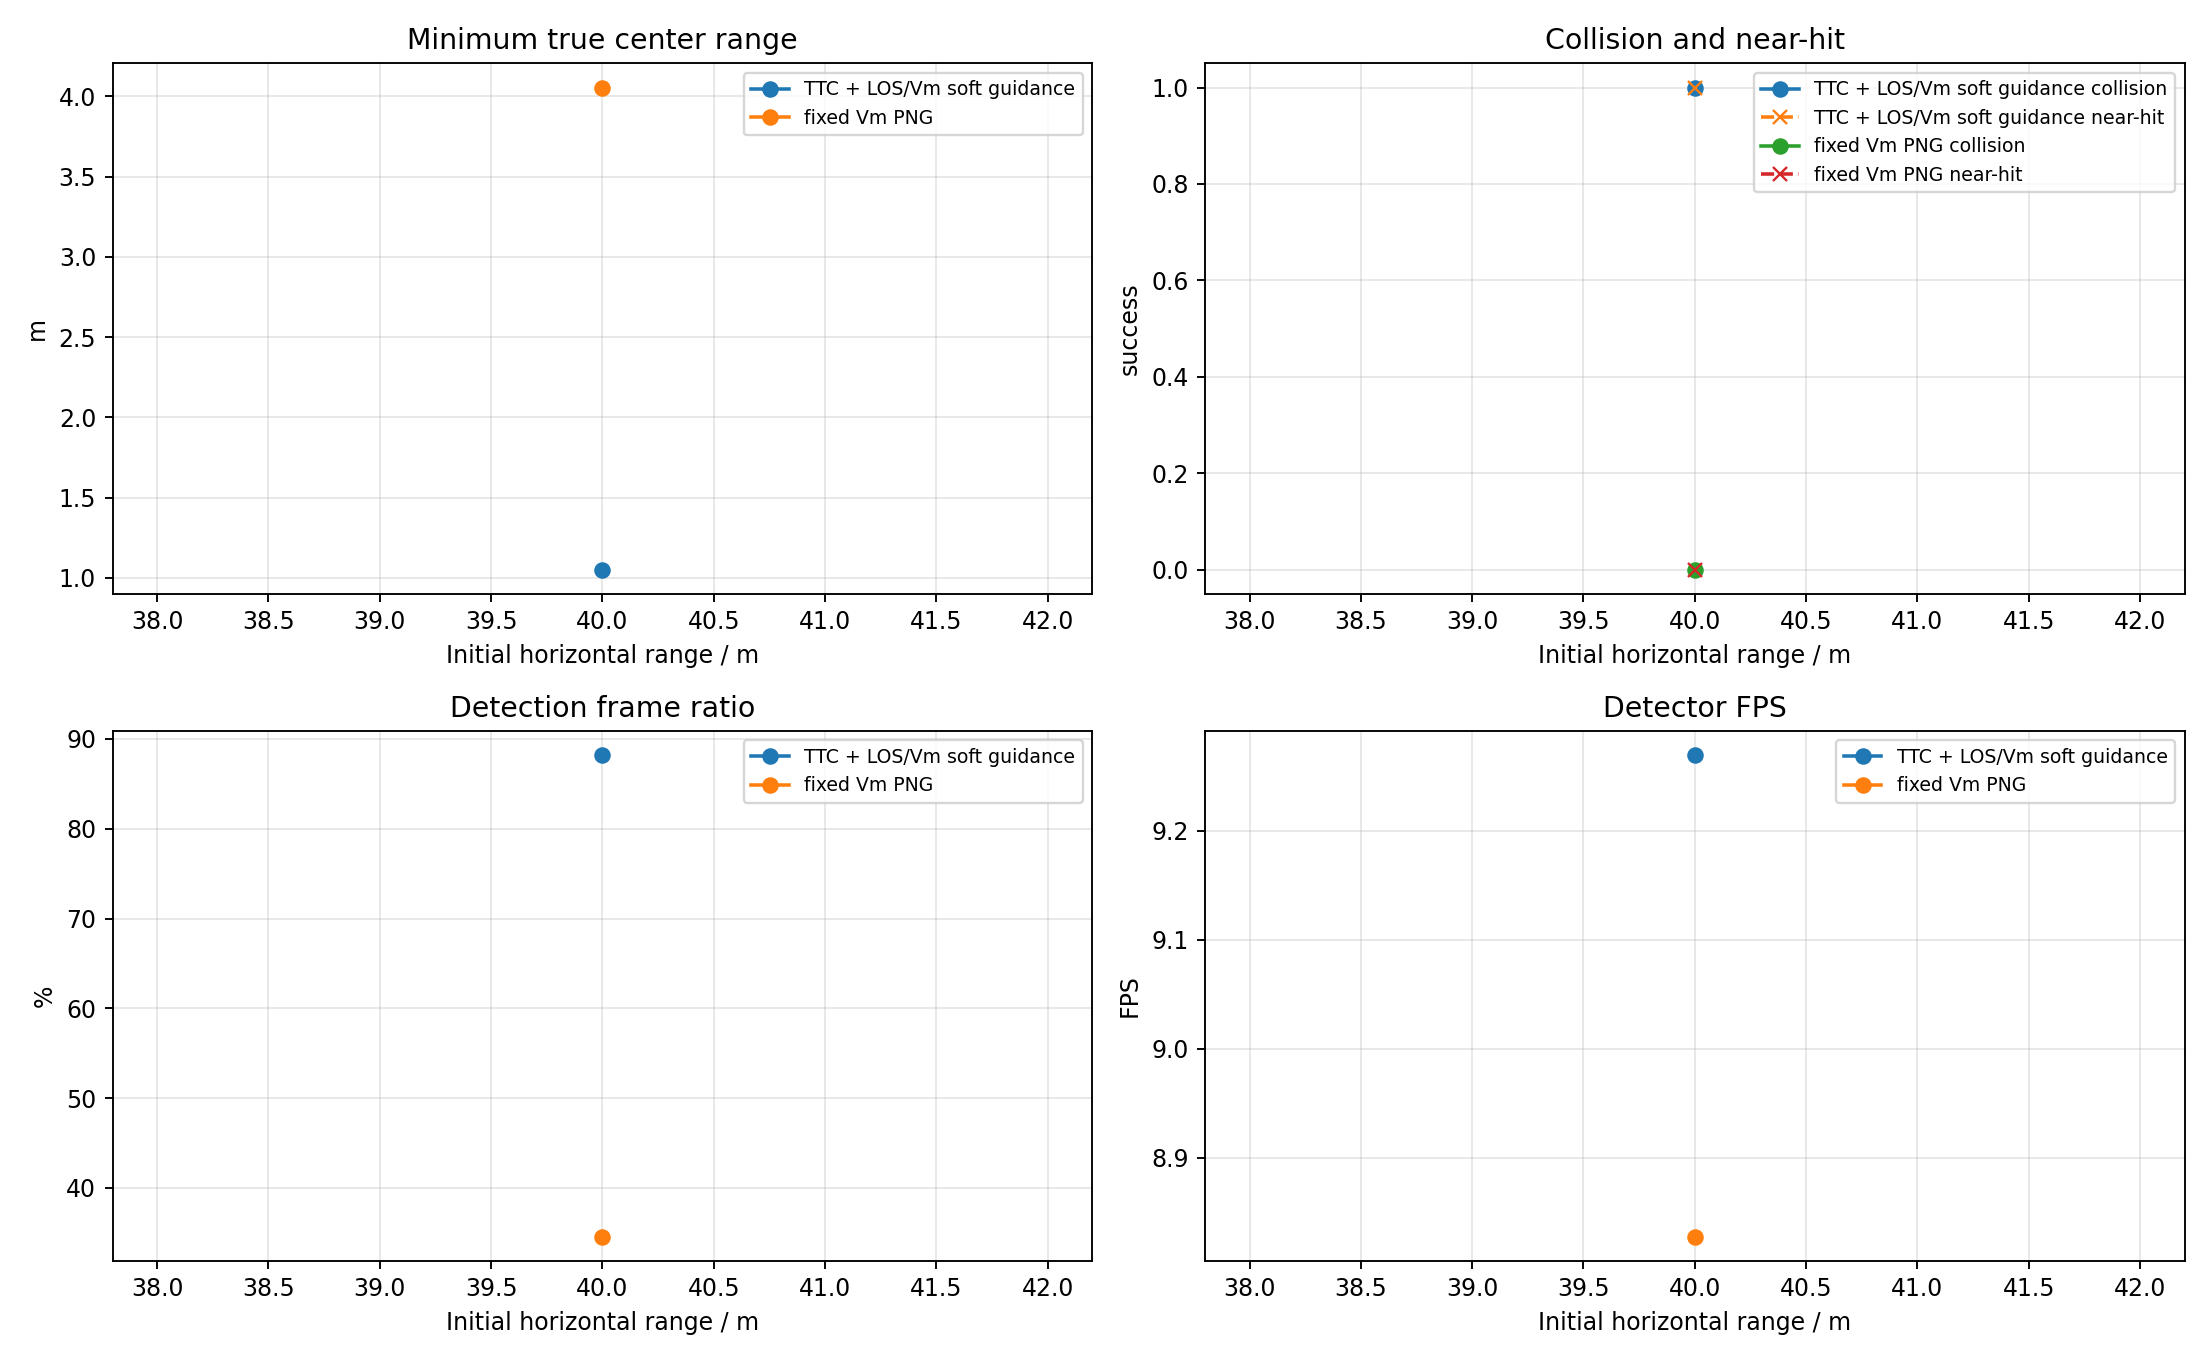 Minimum true center range
4.0
3.5
3.0
2.5
2.0
1.5
1.0
m
TTC + LOS/Vm soft guidance
fixed Vm PNG
38.0 38.5 39.0 39.5 40.0 40.5 41.0 41.5 42.0
Initial horizontal range / m
Collision and near-hit
1.0
0.8
0.6
0.4
0.2
0.0
success
TTC + LOS/Vm soft guidance collision
TTC + LOS/Vm soft guidance near-hit
fixed Vm PNG collision
fixed Vm PNG near-hit
38.0 38.5 39.0 39.5 40.0 40.5 41.0 41.5 42.0
Initial horizontal range / m
Detection frame ratio
90
80
70
60
50
40
%
TTC + LOS/Vm soft guidance
fixed Vm PNG
38.0 38.5 39.0 39.5 40.0 40.5 41.0 41.5 42.0
Initial horizontal range / m
Detector FPS
9.2
9.1
9.0
8.9
FPS
TTC + LOS/Vm soft guidance
fixed Vm PNG
38.0 38.5 39.0 39.5 40.0 40.5 41.0 41.5 42.0
Initial horizontal range / m